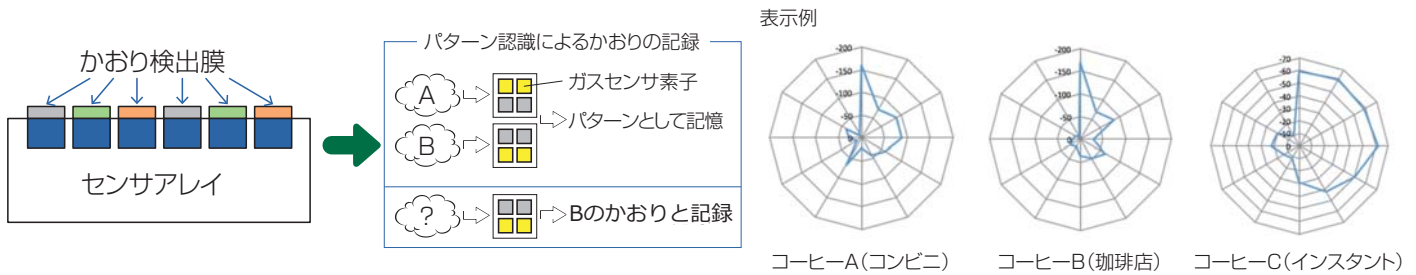 かおり検出膜
センサアレイ
パターン認識によるかおりの記録
A
ガスセンサ素子
パターンとして記憶
B
?
Bのかおりと記録
表示例
-200
-150
-100
-50
0
コーヒーA(コンビニ)
-200
-150
-100
-50
0
コーヒーB(珈琲店)
-70
-60
-50
-40
-30
-20
-10
0
コーヒーC(インスタント)